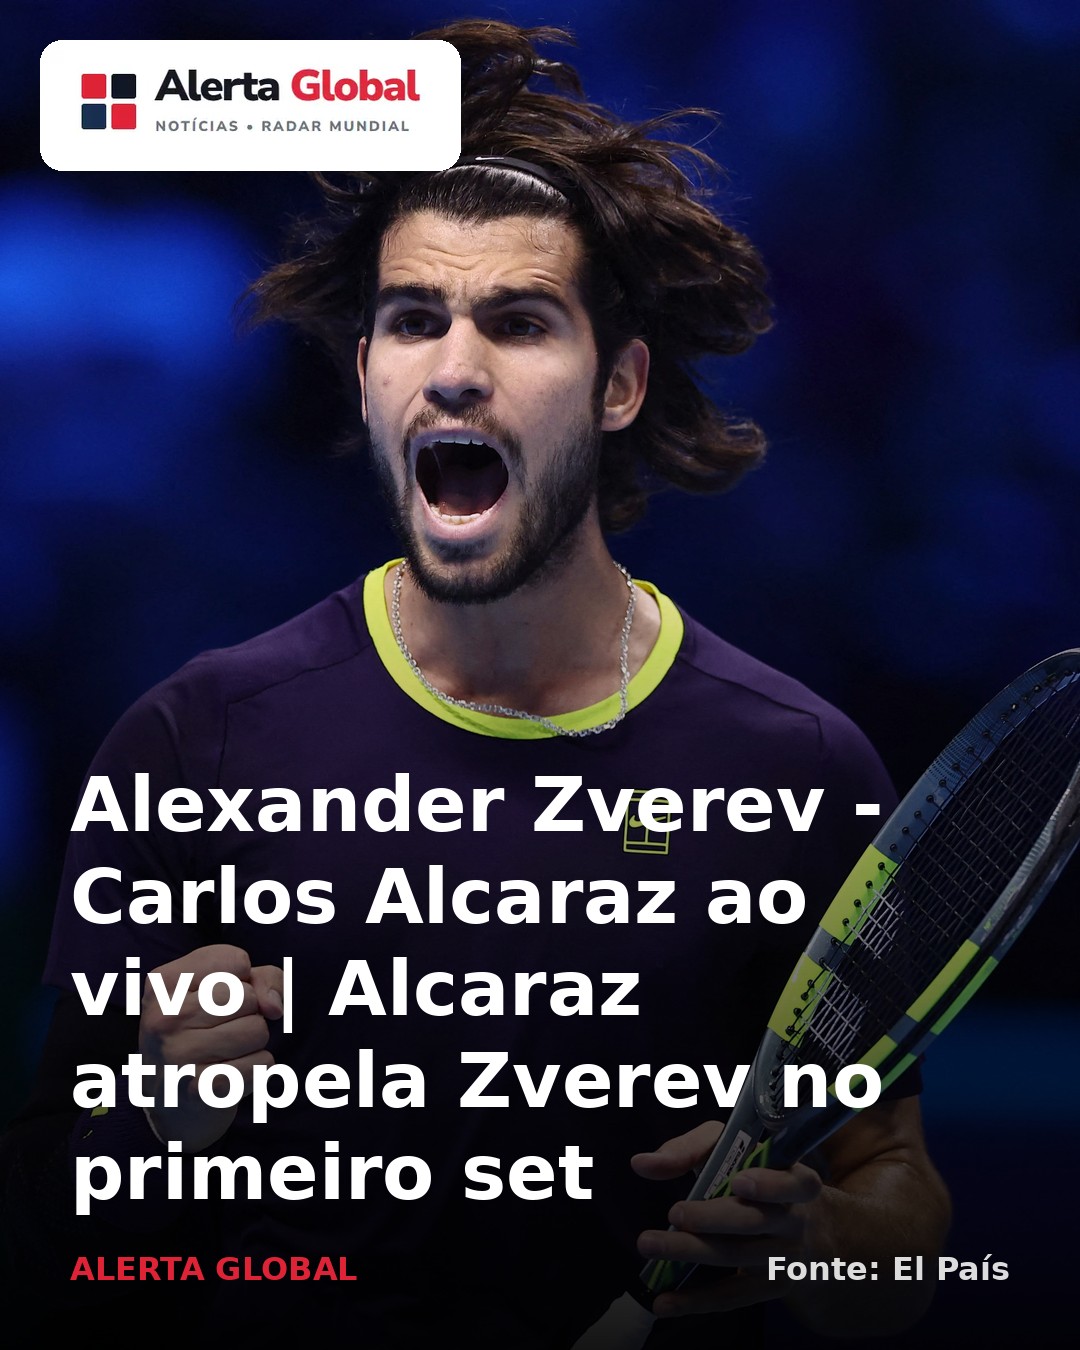 Alerta Global
NOTÍCIAS • RADAR MUNDIAL
Alexander Zverev -
Carlos Alcaraz ao
vivo | Alcaraz
atropela Zverev no
primeiro set
ALERTA GLOBAL
Fonte: El País